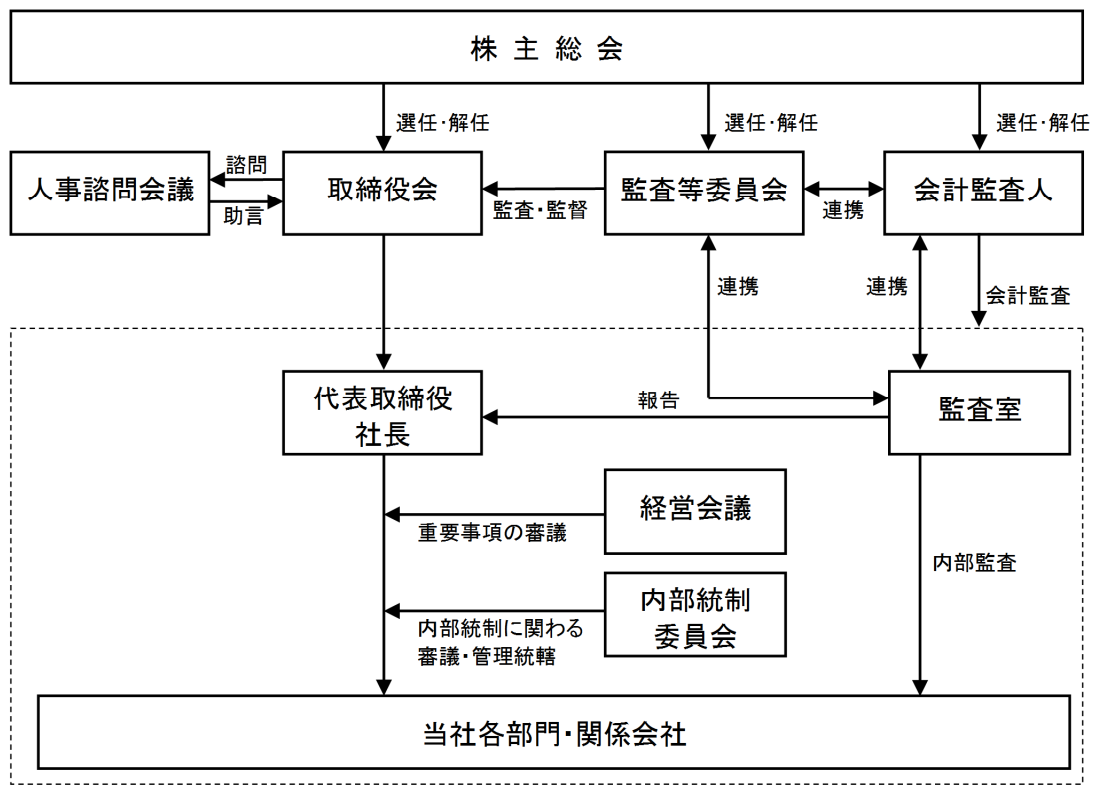 株主総会
選任・解任
選任・解任
選任・解任
人事諮問会議
諮問
助言
取締役会
監査・監督
監査等委員会
連携
会計監査人
連携
連携
会計監査
代表取締役
社長
報告
監査室
経営会議
重要事項の審議
内部監査
内部統制
委員会
内部統制に関わる
審議・管理統轄
当社各部門・関係会社